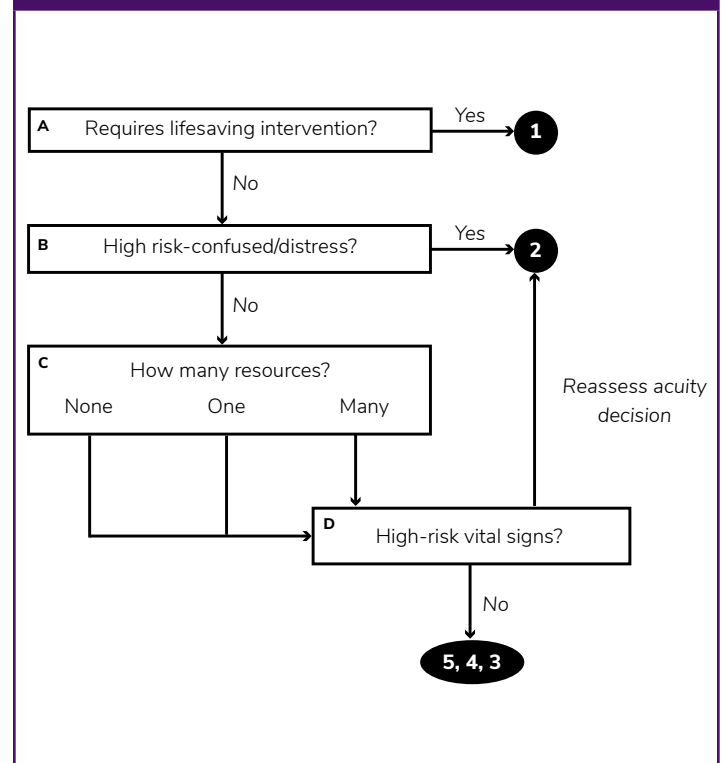 A Requires lifesaving intervention?
Yes
1
No
B High risk-confused/distress?
Yes
2
No
C
How many resources?
None One Many
Reassess acuity
decision
D High-risk vital signs?
No
5, 4, 3